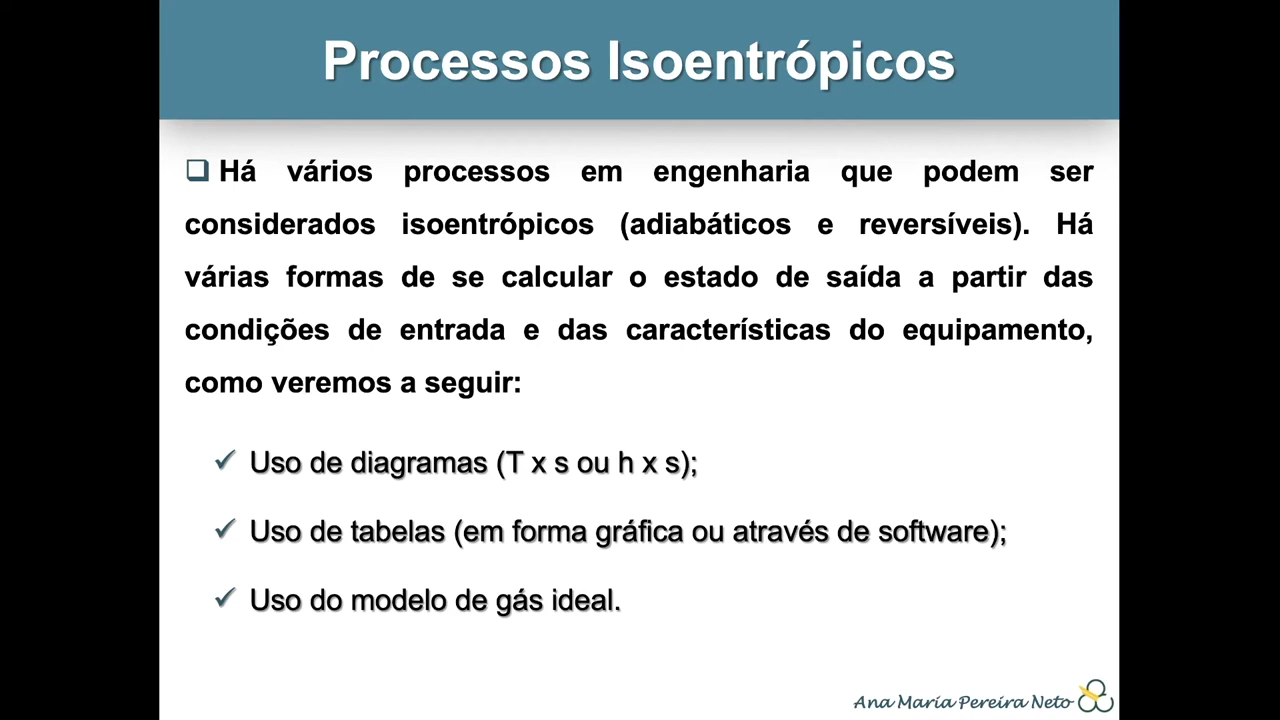 Processos Isoentrópicos
Há vários processos em engenharia que podem ser
considerados isoentrópicos (adiabáticos e reversíveis). Há
várias formas de se calcular o estado de saída a partir das
condições de entrada e das características do equipamento,
como veremos a seguir:
Uso de diagramas (T x s ou h x s);
Uso de tabelas (em forma gráfica ou através de software);
Uso do modelo de gás ideal.
Ana Maria Pereira Neto